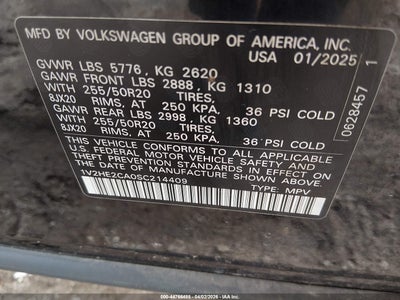 MFD BY VOLKSWAGEN GROUP OF AMERICA, INC.
USA 01/2025
GVWR LBS 5776, KG 2620
GAWR FRONT LBS 2888, KG 1310
WITH 255/50R20 TIRES,
8JX20 RIMS, AT 250 KPA, 36 PSI COLD
GAWR REAR LBS 2998, KG 1360
WITH 255/50R20 TIRES,
8JX20 RIMS, AT 250 KPA, 36 PSI COLD
THIS VEHICLE CONFORMS TO ALL APPLICABLE
U.S. FEDERAL MOTOR VEHICLE SAFETY AND
THEFT PREVENTION STANDARDS IN EFFECT ON THE
DATE OF MANUFACTURE SHOWN ABOVE.
1V2HE2CA0SC214409
TYPE: MPV
0628457 1